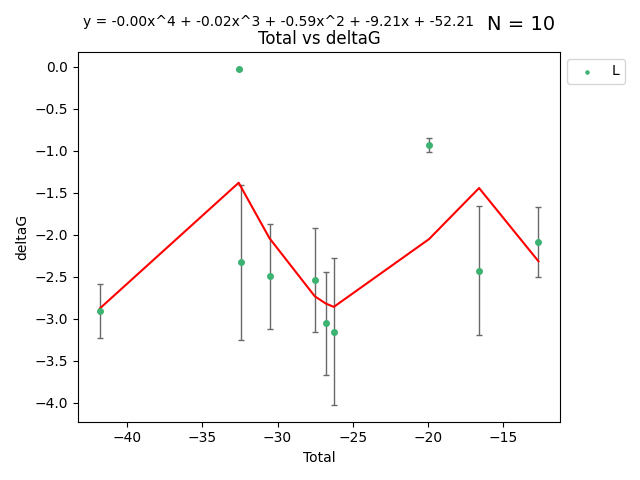 y = -0.00x^4 + -0.02x^3 + -0.59x^2 + -9.21x + -52.21 N = 10
Total vs deltaG
L
0.0
−0.5
−1.0
−1.5
−2.0
−2.5
−3.0
−3.5
−4.0
deltaG
−40 −35 −30 −25 −20 −15
Total